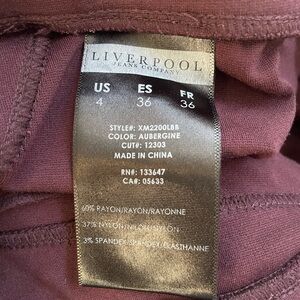 LIVERPOOL
JEANS COMPANY
US ES FR
4 36 36
STYLE#: XM2200LBB
COLOR: AUBERGINE
CUT#: 12303
MADE IN CHINA
RN#: 133647
CA#: 05633
60% RAYON/RAYON/RAYONNE
37% NYLON/NILON/NYLON
3% SPANDEX/SPANDEX/ELASTHANNE